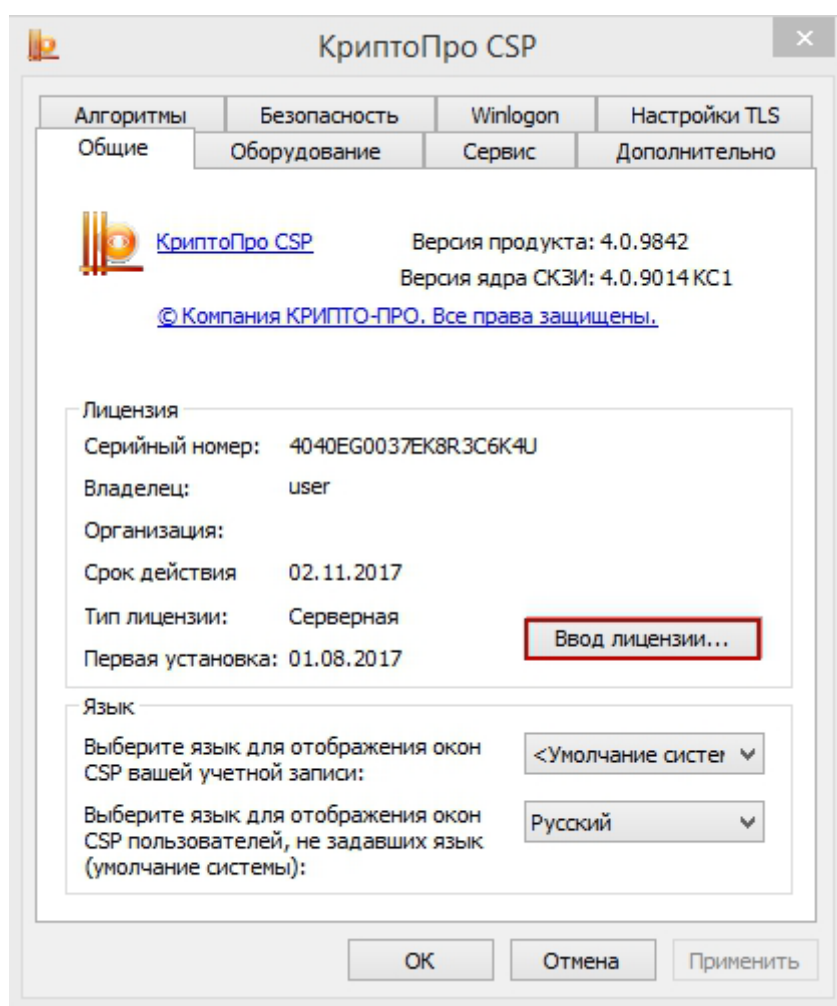 КриптоПро CSP
Алгоритмы Безопасность Winlogon Настройки TLS
Общие Оборудование Сервис Дополнительно
КриптоПро CSP Версия продукта: 4.0.9842
Версия ядра СКЗИ: 4.0.9014 KC1
© Компания КРИПТО-ПРО. Все права защищены.
Лицензия
Серийный номер: 4040EG0037EK8R3C6K4U
Владелец: user
Организация:
Срок действия 02.11.2017
Тип лицензии: Серверная
Ввод лицензии...
Первая установка: 01.08.2017
Язык
Выберите язык для отображения окон
CSP вашей учетной записи:
<Умолчание систег
Выберите язык для отображения окон
CSP пользователей, не задавших язык
(умолчание системы):
Русский
ОК Отмена Применить